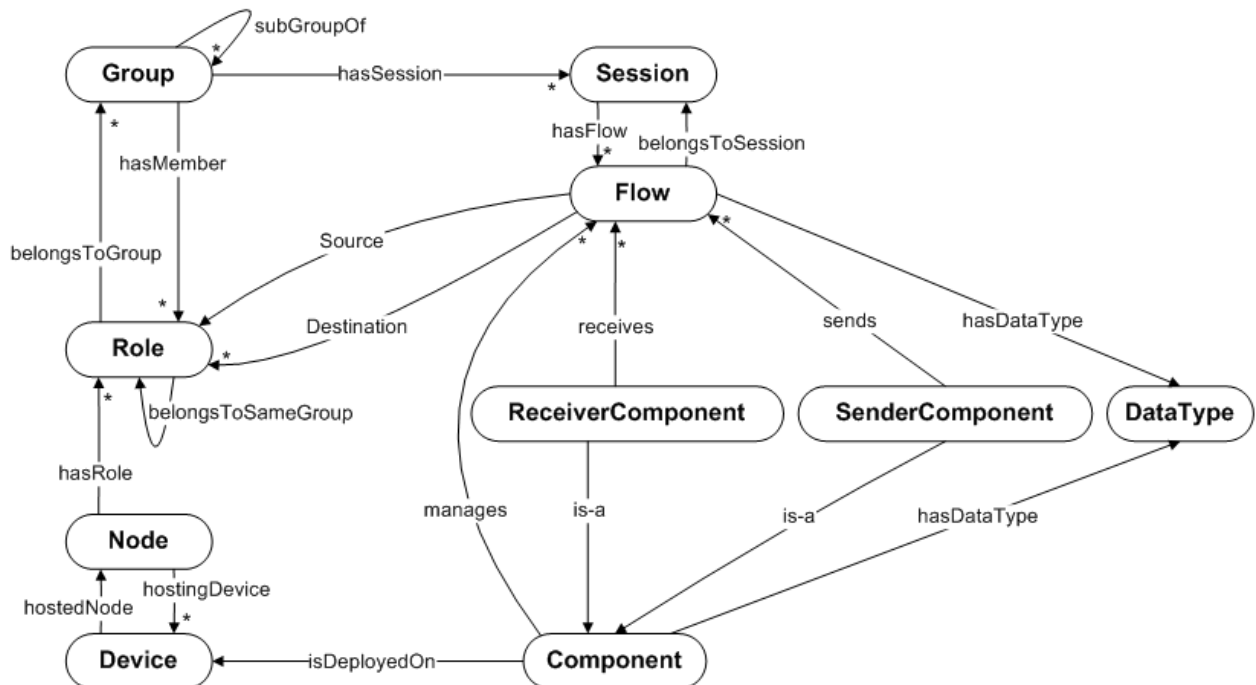 subGroupOf
*
Group
hasSession
*
Session
*
hasFlow
*
belongsToSession
hasMember
Flow
*
*
*
belongsToGroup
Source
*
Destination
receives
sends
hasDataType
Role
*
*
belongsToSameGroup
ReceiverComponent
SenderComponent
DataType
hasRole
manages
is-a
is-a
hasDataType
Node
hostingDevice
hostedNode
*
Device
isDeployedOn
Component